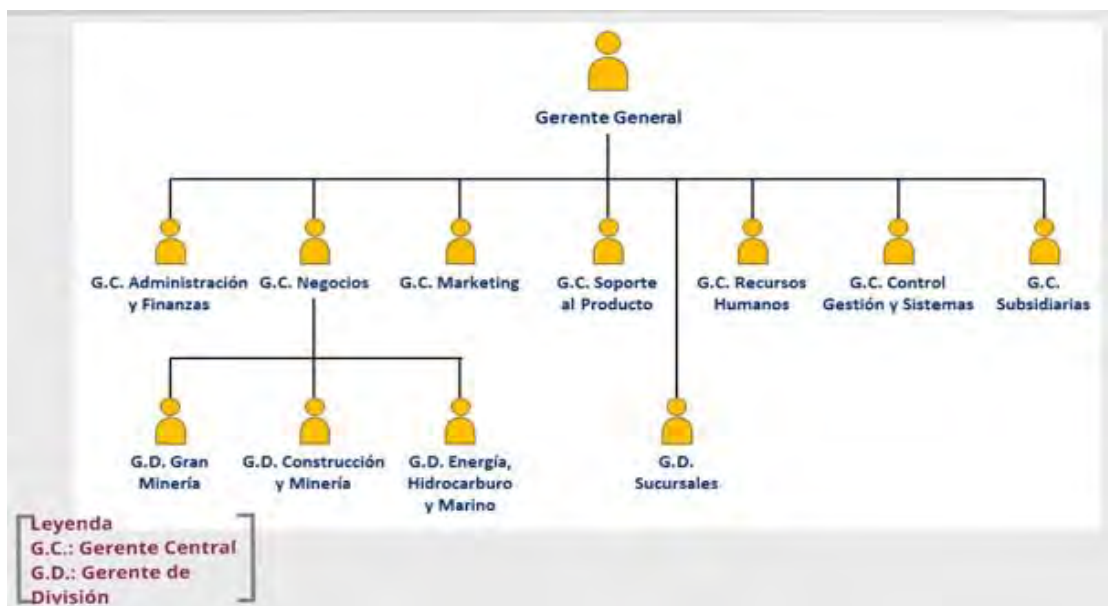 Gerente General
G.C. Administración
y Finanzas
G.C. Negocios
G.C. Marketing
G.C. Soporte
al Producto
G.C. Recursos
Humanos
G.C. Control
Gestión y Sistemas
G.C.
Subsidiarias
G.D. Gran
Minería
G.D. Construcción
y Minería
G.D. Energía,
Hidrocarburo
y Marino
G.D.
Sucursales
Leyenda
G.C.: Gerente Central
G.D.: Gerente de
División